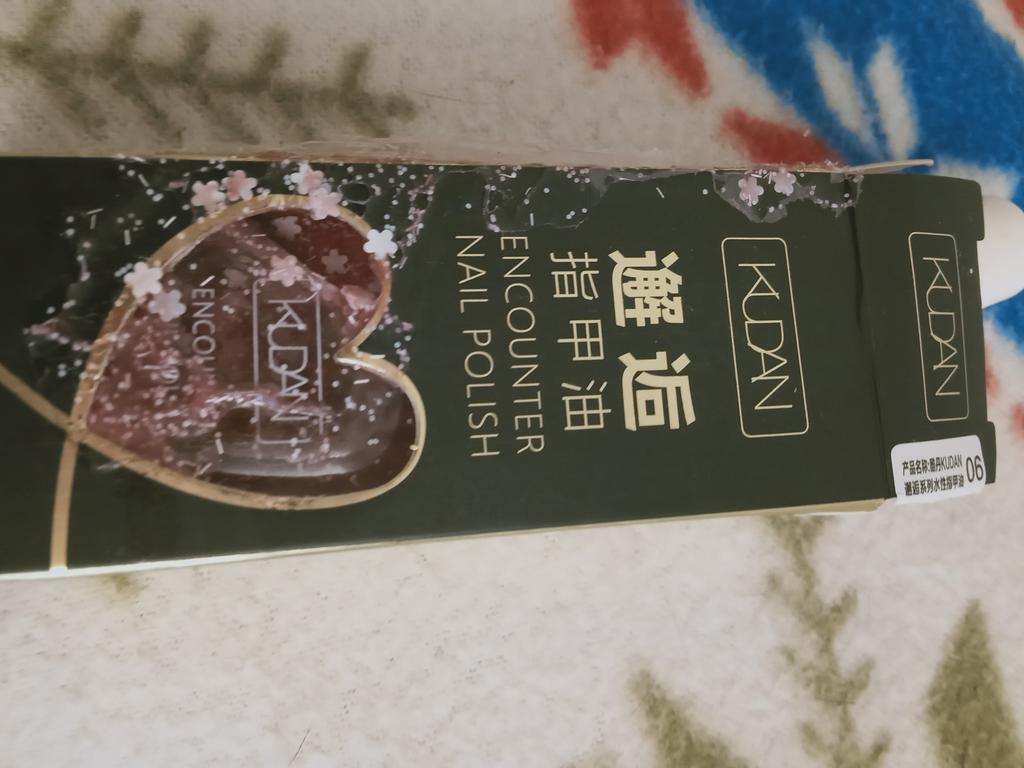 KUDAN
KUDAN
邂逅
指甲油
ENCOUNTER
NAIL POLISH
KUDAN
ENCOU
产品名称:蔻丹KUDAN
邂逅系列水性指甲油
06